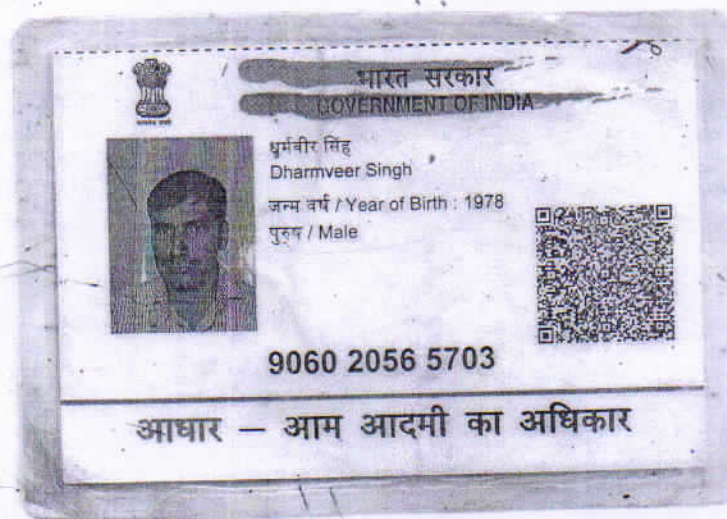 भारत सरकार
GOVERNMENT OF INDIA
धर्मवीर सिंह
Dharmveer Singh
जन्म वर्ष / Year of Birth : 1978
पुरुष / Male
9060 2056 5703
आधार – आम आदमी का अधिकार